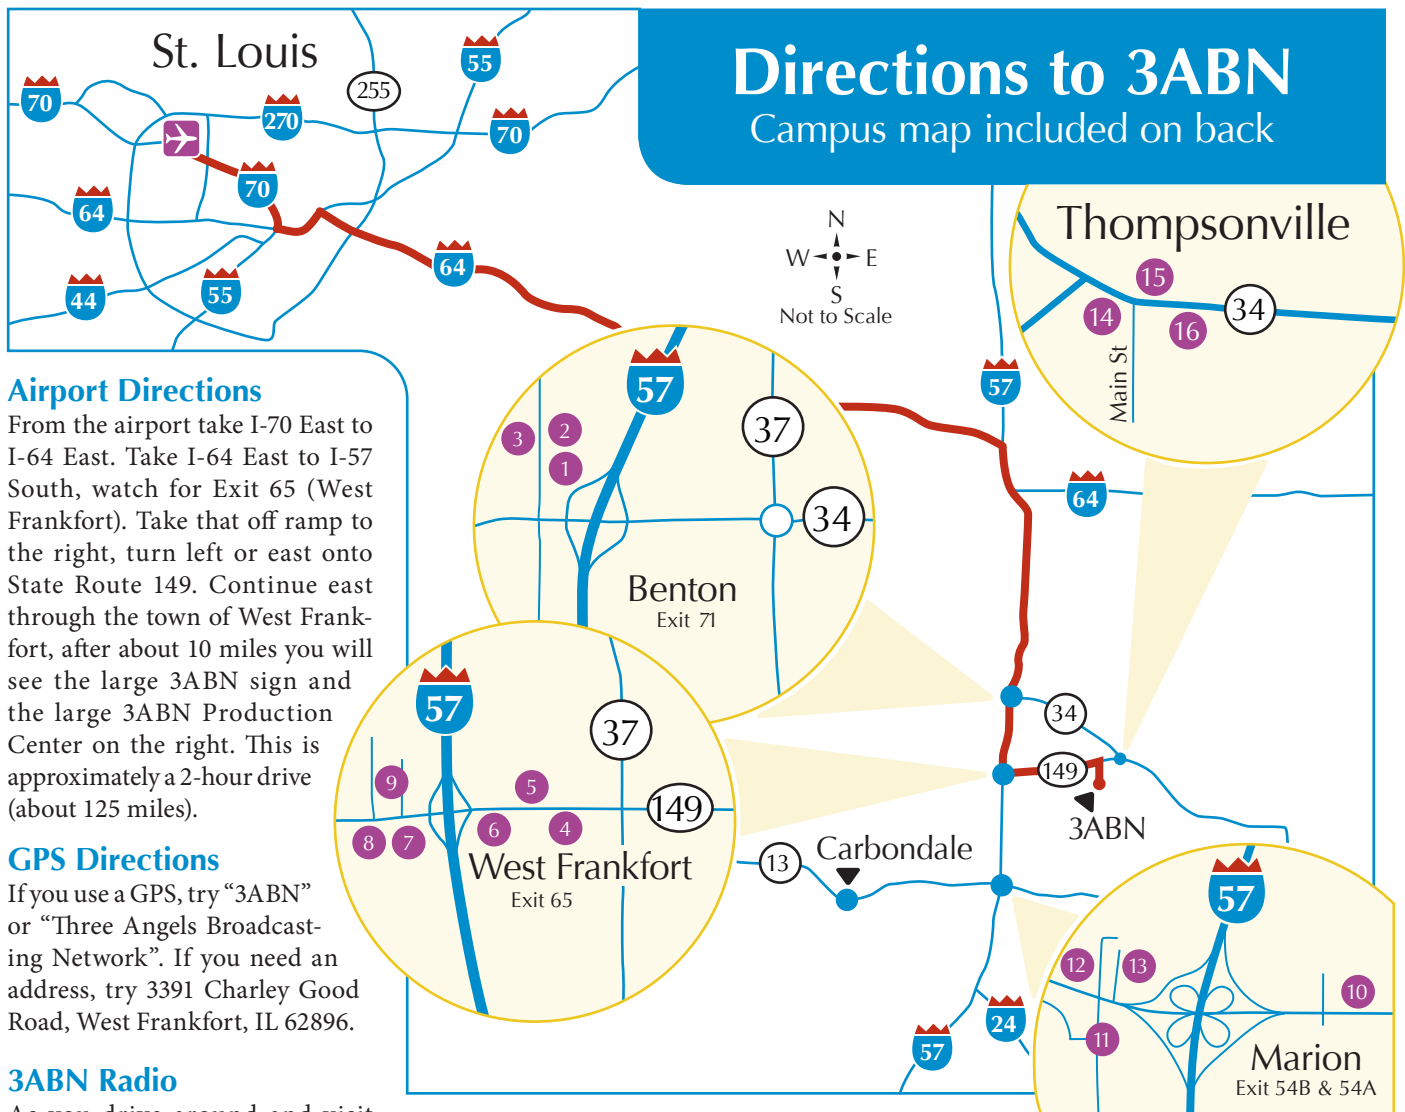 Directions to 3ABN
Campus map included on back
St. Louis
70
270
255
55
70
70
64
64
44
55
N
W E
S
Not to Scale
Thompsonville
15
14
16
34
Main St
57
64
57
37
3
2
1
34
Benton
Exit 71
57
37
9
5
149
8
7
6
4
West Frankfort
Exit 65
34
149
3ABN
13
Carbondale
57
24
57
12
13
10
11
Marion
Exit 54B & 54A
Airport Directions
From the airport take I-70 East to
I-64 East. Take I-64 East to I-57
South, watch for Exit 65 (West
Frankfort). Take that off ramp to
the right, turn left or east onto
State Route 149. Continue east
through the town of West Frank-
fort, after about 10 miles you will
see the large 3ABN sign and
the large 3ABN Production
Center on the right. This is
approximately a 2-hour drive
(about 125 miles).
GPS Directions
If you use a GPS, try “3ABN”
or “Three Angels Broadcast-
ing Network”. If you need an
address, try 3391 Charley Good
Road, West Frankfort, IL 62896.
3ABN Radio
As you drive around and visit